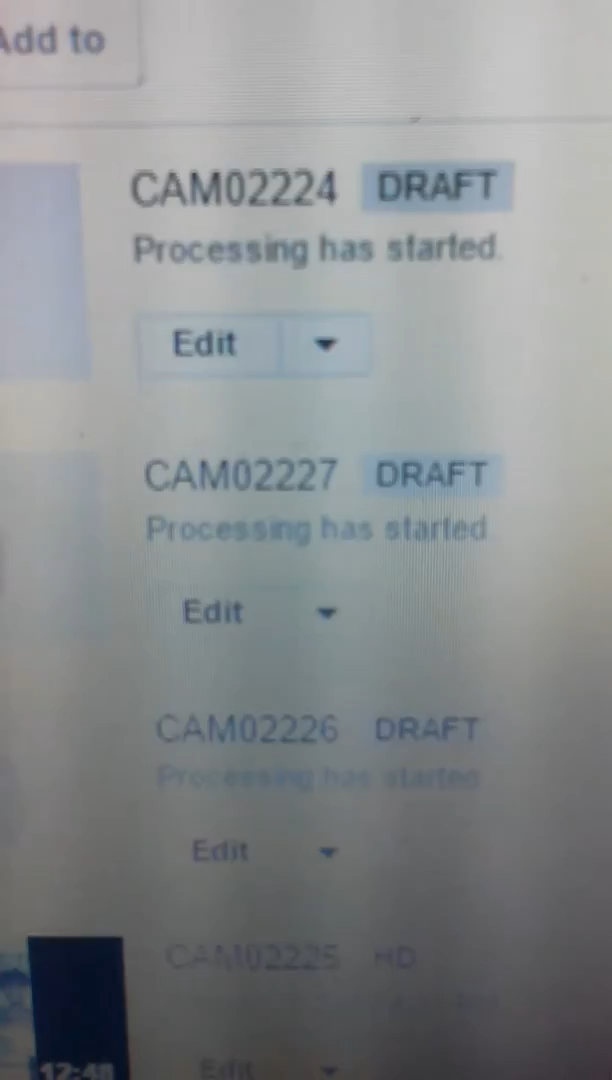 Add to
CAM02224 DRAFT
Processing has started.
Edit
CAM02227 DRAFT
Processing has started.
Edit
CAM02226 DRAFT
Processing has started.
Edit
CAM02225 HD
Edit
12:48